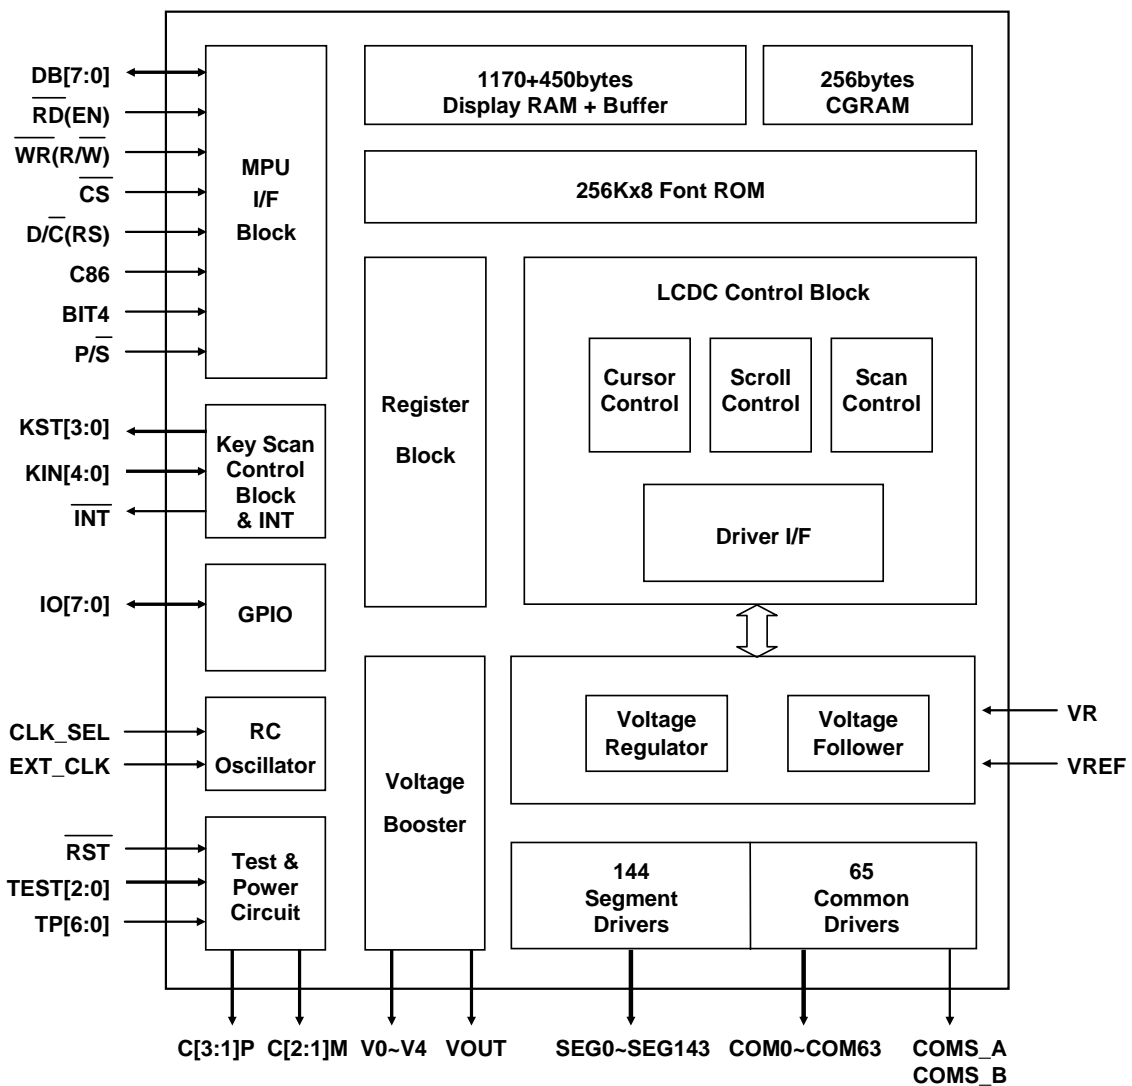 DB[7:0]
RD(EN)
WR(R/W)
CS
D/C(RS)
C86
BIT4
P/S
MPU
I/F
Block
1170+450bytes
Display RAM + Buffer
256bytes
CGRAM
256Kx8 Font ROM
Register
Block
LCDC Control Block
Cursor
Control
Scroll
Control
Scan
Control
Driver I/F
KST[3:0]
KIN[4:0]
INT
Key Scan
Control
Block
& INT
IO[7:0]
GPIO
CLK_SEL
EXT_CLK
RC
Oscillator
Voltage
Booster
Voltage
Regulator
Voltage
Follower
VR
VREF
RST
TEST[2:0]
TP[6:0]
Test &
Power
Circuit
144
Segment
Drivers
65
Common
Drivers
C[3:1]P
C[2:1]M
V0~V4
VOUT
SEG0~SEG143
COM0~COM63
COMS_A
COMS_B